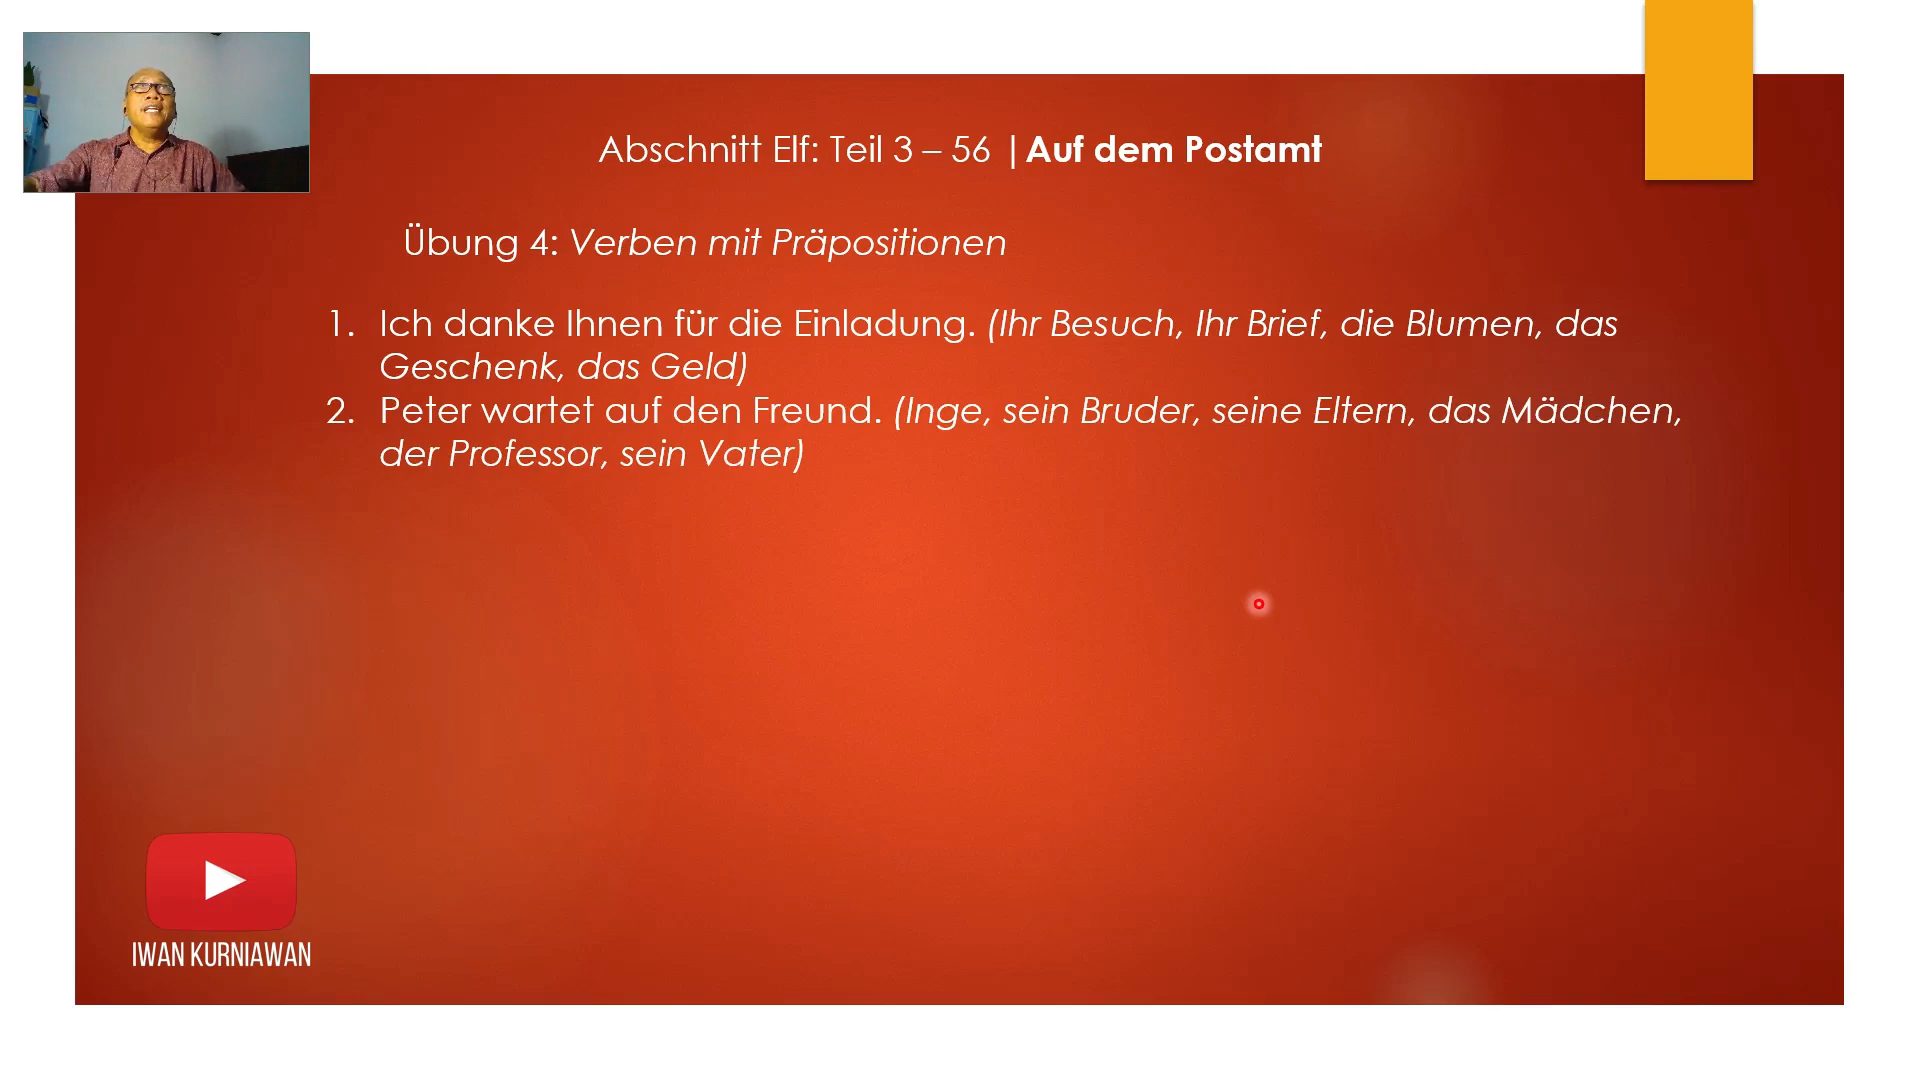 Abschnitt Elf: Teil 3 – 56 |Auf dem Postamt
Übung 4: Verben mit Präpositionen
1. Ich danke Ihnen für die Einladung. (Ihr Besuch, Ihr Brief, die Blumen, das
Geschenk, das Geld)
2. Peter wartet auf den Freund. (Inge, sein Bruder, seine Eltern, das Mädchen,
der Professor, sein Vater)
IWAN KURNIAWAN